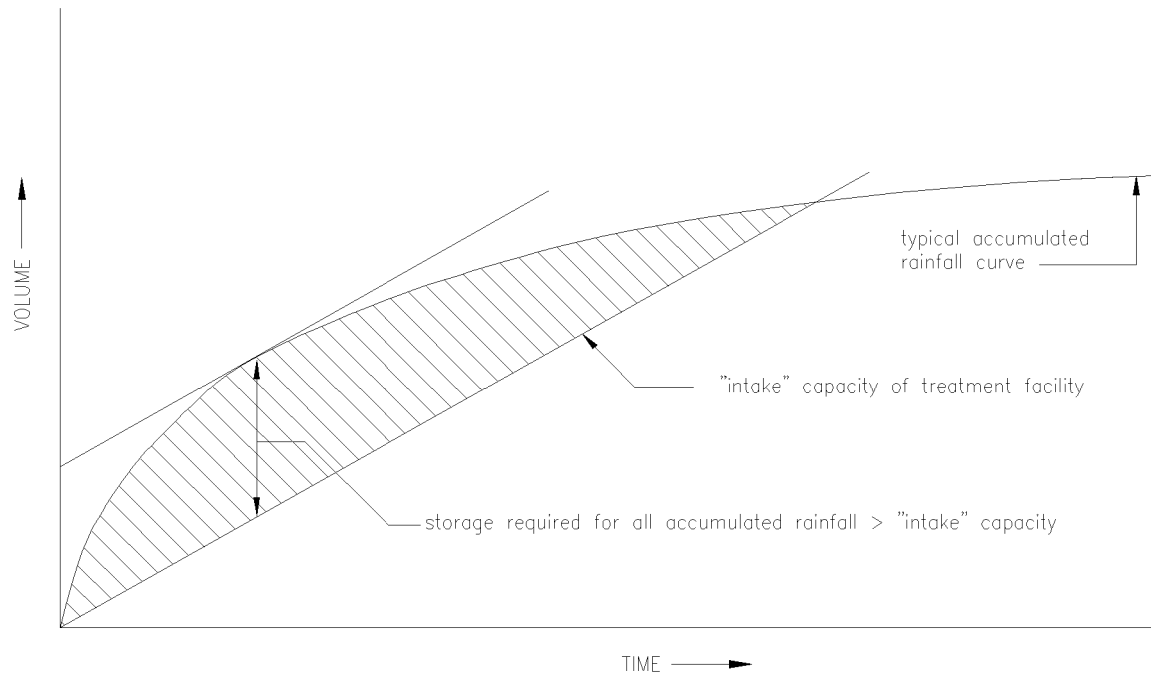 VOLUME
typical accumulated
rainfall curve
"intake" capacity of treatment facility
storage required for all accumulated rainfall > "intake" capacity
TIME